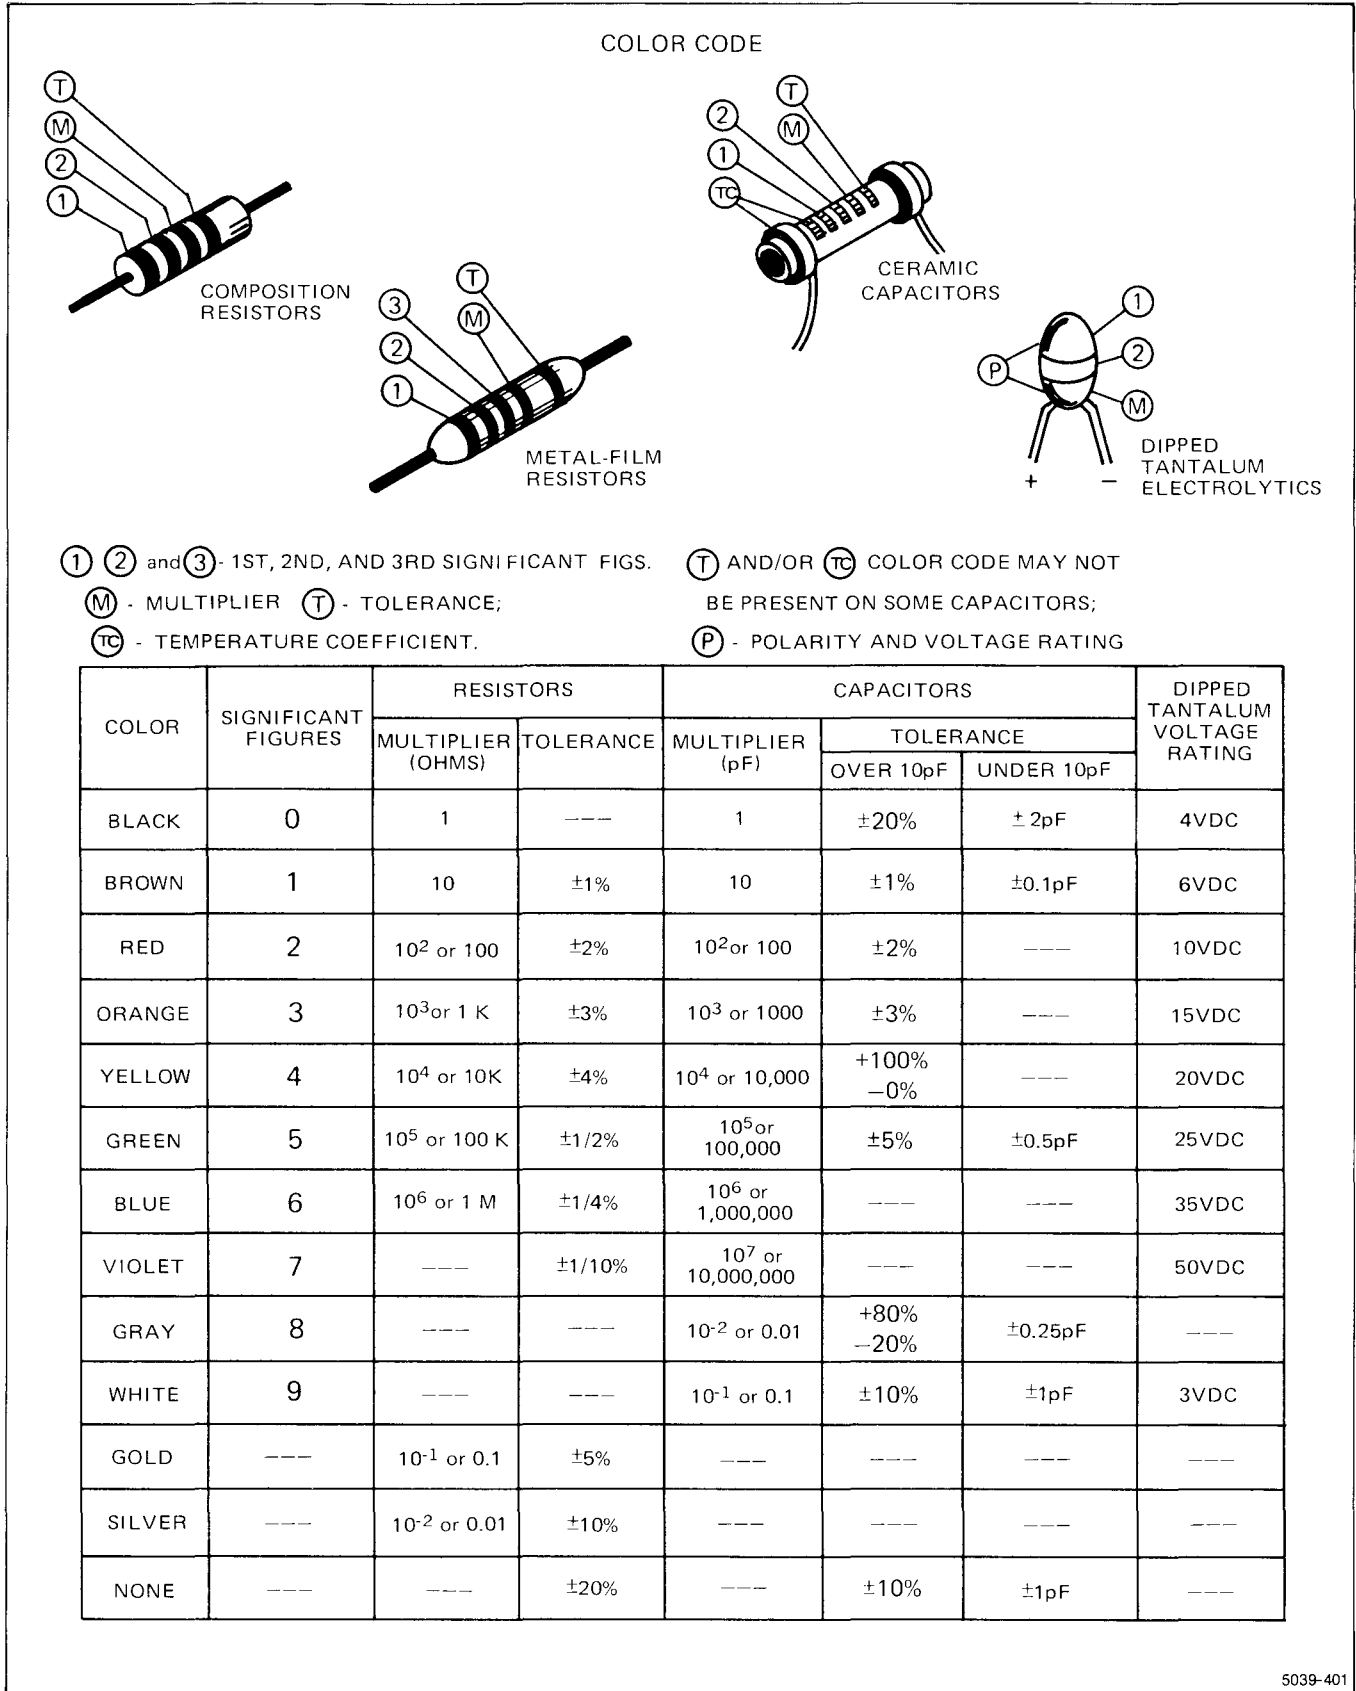 COLOR CODE
T
M
2
1
COMPOSITION
RESISTORS
T
3
M
2
1
METAL-FILM
RESISTORS
T
2
M
1
TC
CERAMIC
CAPACITORS
1
2
P
M
+ −
DIPPED
TANTALUM
ELECTROLYTICS
1 2 and 3 - 1ST, 2ND, AND 3RD SIGNIFICANT FIGS.
M - MULTIPLIER T - TOLERANCE;
TC - TEMPERATURE COEFFICIENT.
T AND/OR TC COLOR CODE MAY NOT
BE PRESENT ON SOME CAPACITORS;
P - POLARITY AND VOLTAGE RATING
COLOR
SIGNIFICANT
FIGURES
RESISTORS
MULTIPLIER
(OHMS)
TOLERANCE
CAPACITORS
MULTIPLIER
(pF)
TOLERANCE
OVER 10pF
UNDER 10pF
DIPPED
TANTALUM
VOLTAGE
RATING
BLACK 0 1 --- 1 ±20% ± 2pF 4VDC
BROWN 1 10 ±1% 10 ±1% ±0.1pF 6VDC
RED 2 10² or 100 ±2% 10²or 100 ±2% --- 10VDC
ORANGE 3 10³or 1 K ±3% 10³ or 1000 ±3% --- 15VDC
YELLOW 4 10⁴ or 10K ±4% 10⁴ or 10,000 +100% −0% --- 20VDC
GREEN 5 10⁵ or 100 K ±1/2% 10⁵or 100,000 ±5% ±0.5pF 25VDC
BLUE 6 10⁶ or 1 M ±1/4% 10⁶ or 1,000,000 --- --- 35VDC
VIOLET 7 --- ±1/10% 10⁷ or 10,000,000 --- --- 50VDC
GRAY 8 --- --- 10⁻² or 0.01 +80% −20% ±0.25pF ---
WHITE 9 --- --- 10⁻¹ or 0.1 ±10% ±1pF 3VDC
GOLD --- 10⁻¹ or 0.1 ±5% --- --- --- ---
SILVER --- 10⁻² or 0.01 ±10% --- --- --- ---
NONE --- --- ±20% --- ±10% ±1pF ---
5039-401